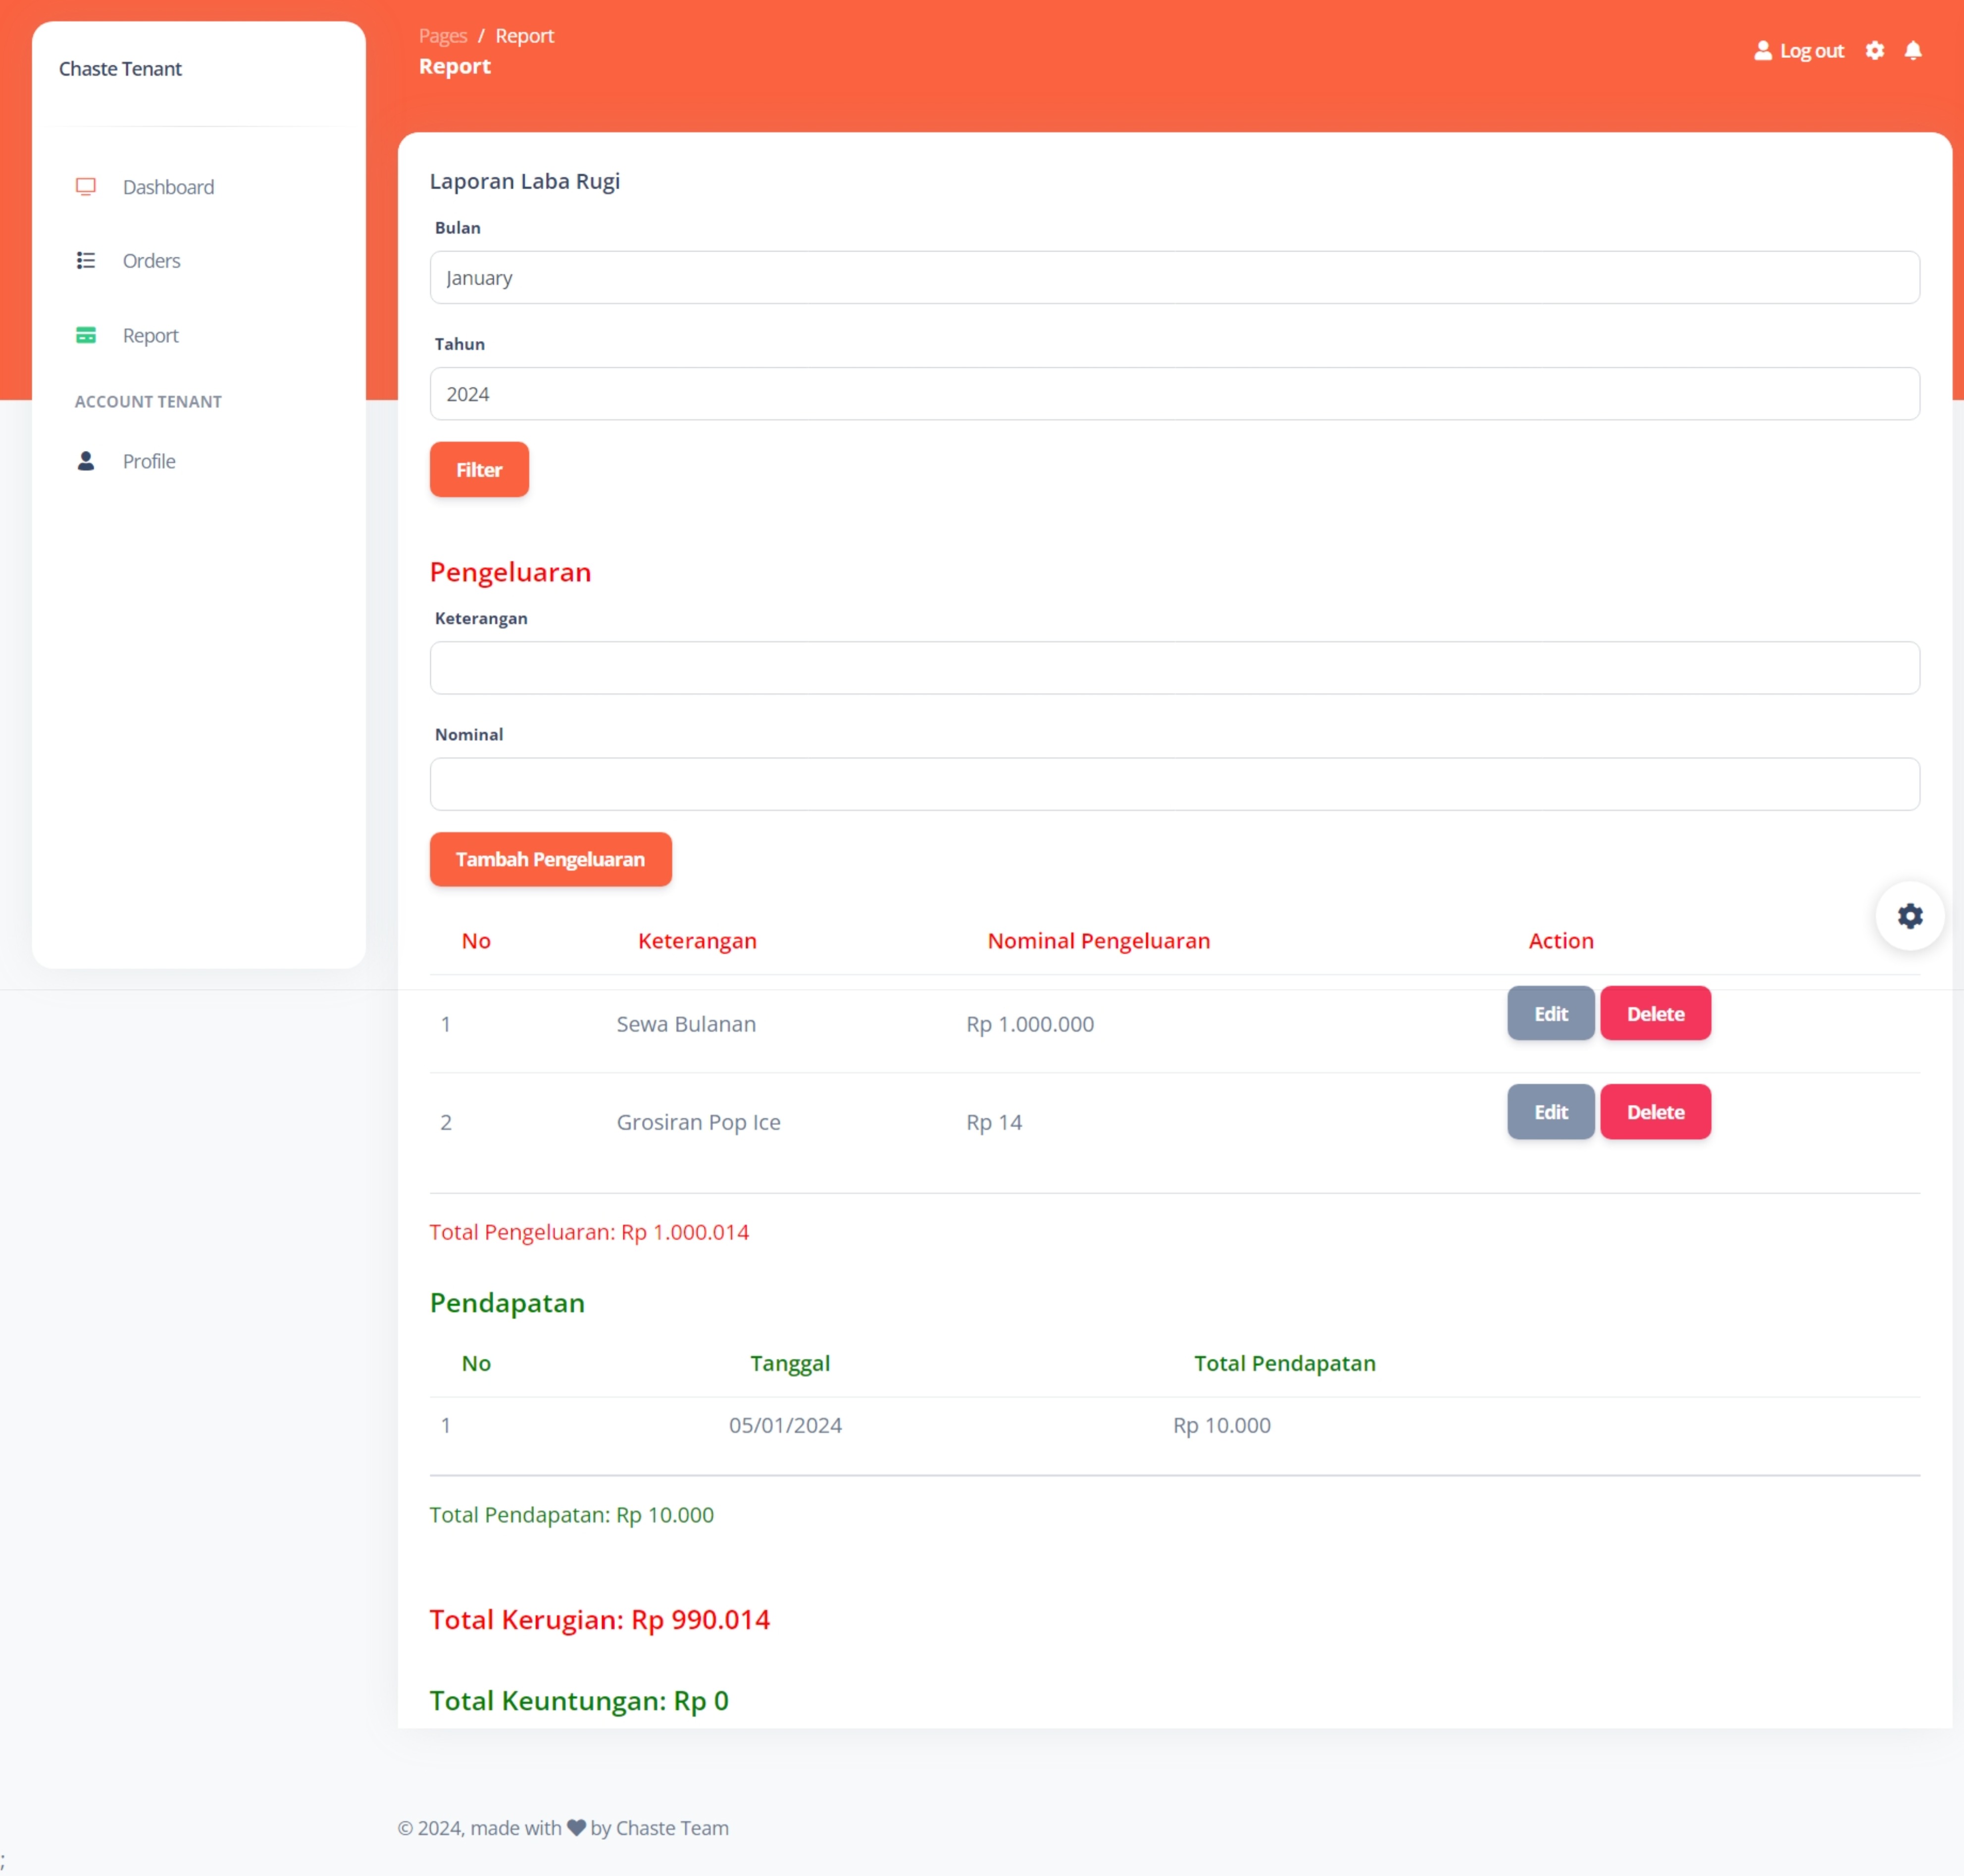 Chaste Tenant
Dashboard
Orders
Report
ACCOUNT TENANT
Profile
Pages / Report
Report
Log out
Laporan Laba Rugi
Bulan
January
Tahun
2024
Filter
Pengeluaran
Keterangan
Nominal
Tambah Pengeluaran
No Keterangan Nominal Pengeluaran Action
1 Sewa Bulanan Rp 1.000.000 Edit Delete
2 Grosiran Pop Ice Rp 14 Edit Delete
Total Pengeluaran: Rp 1.000.014
Pendapatan
No Tanggal Total Pendapatan
1 05/01/2024 Rp 10.000
Total Pendapatan: Rp 10.000
Total Kerugian: Rp 990.014
Total Keuntungan: Rp 0
© 2024, made with ♥ by Chaste Team
;